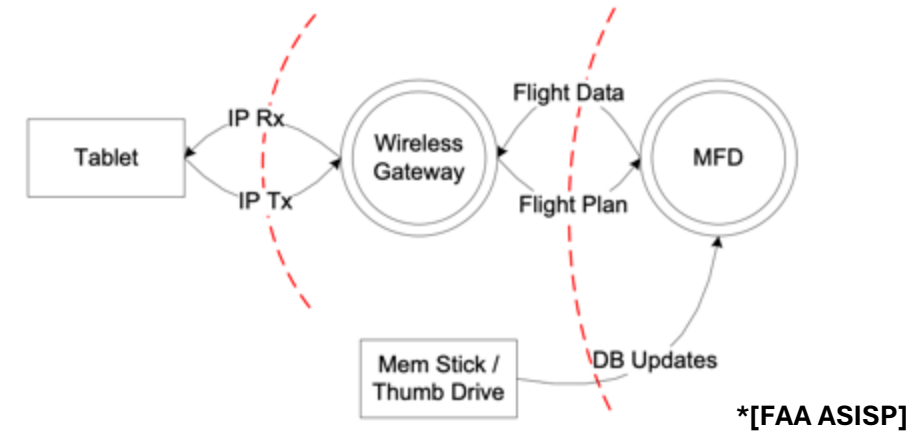 Flight Data
IP Rx
Tablet
Wireless
Gateway
MFD
IP Tx
Flight Plan
Mem Stick /
Thumb Drive
DB Updates
*[FAA ASISP]